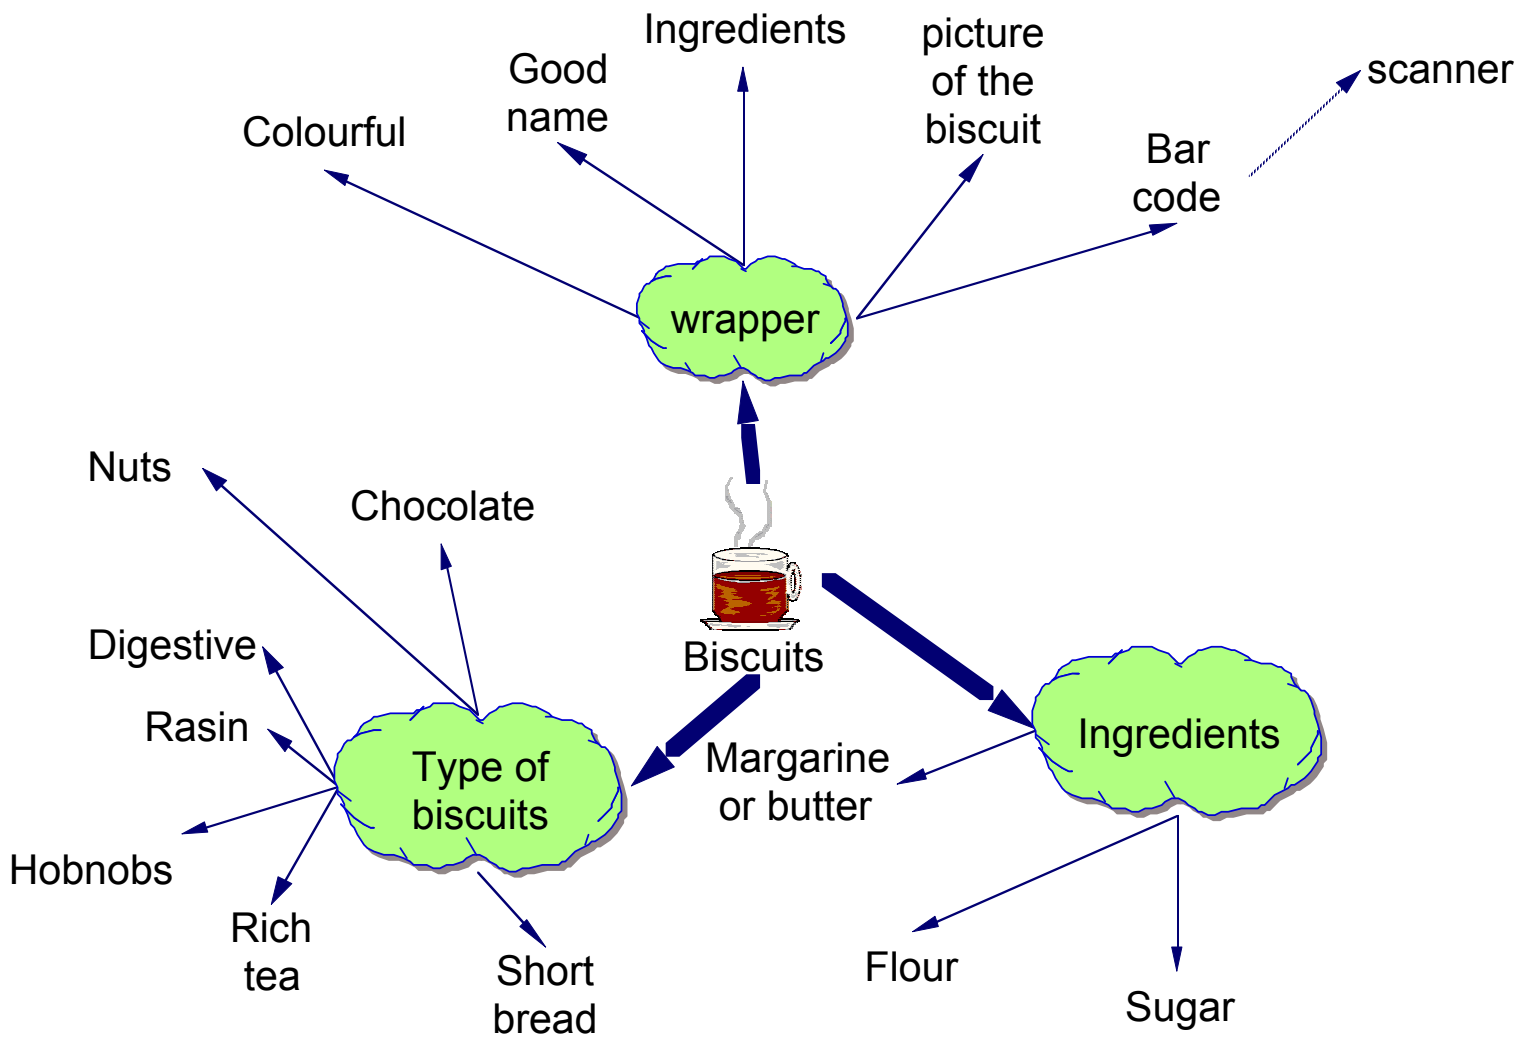 Ingredients
picture
of the
biscuit
Good
name
scanner
Colourful
Bar
code
wrapper
Nuts
Chocolate
Digestive
Biscuits
Rasin
Type of
biscuits
Margarine
or butter
Ingredients
Hobnobs
Rich
tea
Short
bread
Flour
Sugar